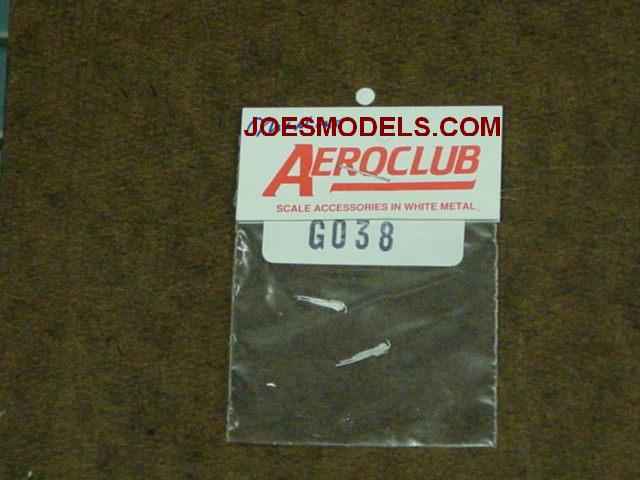 JOESMODELS.COM
AEROCLUB
SCALE ACCESSORIES IN WHITE METAL
G038